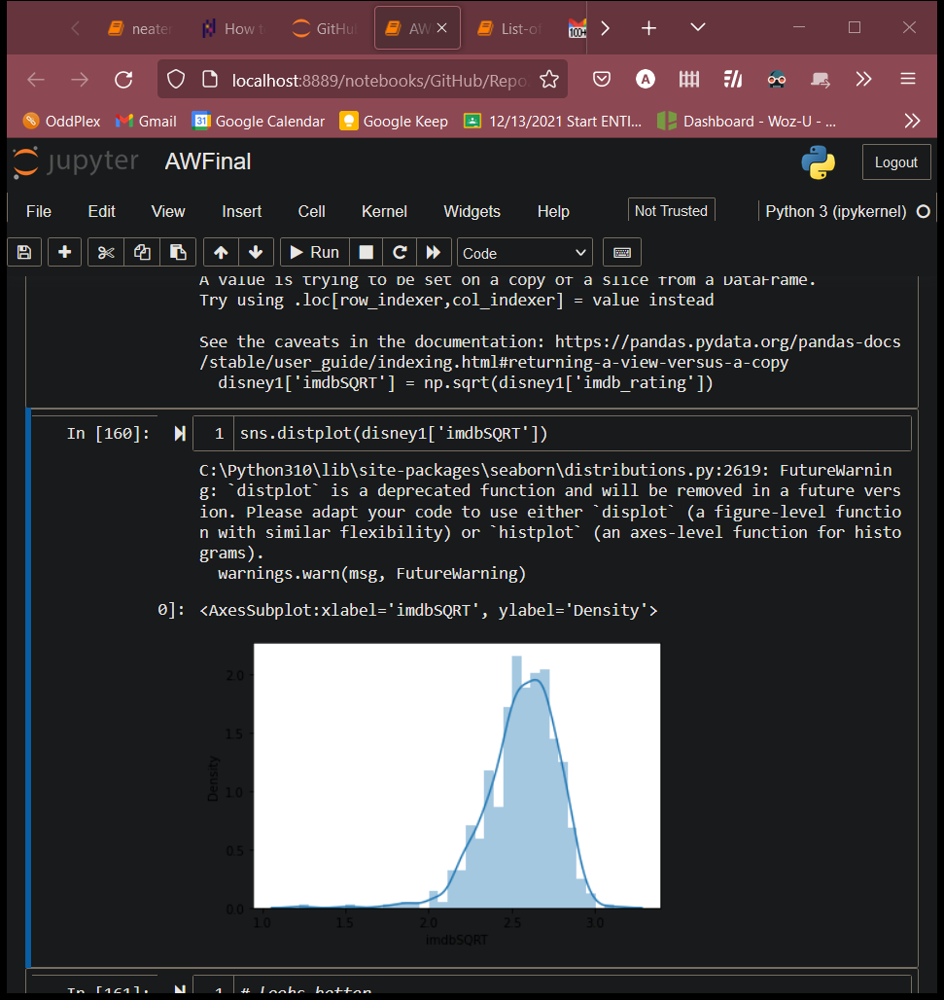 neater
How t
GitHu
AW
List-of
100+
localhost:8889/notebooks/GitHub/Repo
A
OddPlex
Gmail
31
Google Calendar
Google Keep
12/13/2021 Start ENTI...
Dashboard - Woz-U - ...
jupyter
AWFinal
Logout
File
Edit
View
Insert
Cell
Kernel
Widgets
Help
Not Trusted
Python 3 (ipykernel)
Run
Code
A value is trying to be set on a copy of a slice from a DataFrame.
Try using .loc[row_indexer,col_indexer] = value instead
See the caveats in the documentation: https://pandas.pydata.org/pandas-docs
/stable/user_guide/indexing.html#returning-a-view-versus-a-copy
disney1['imdbSQRT'] = np.sqrt(disney1['imdb_rating'])
In [160]:
1 sns.distplot(disney1['imdbSQRT'])
C:\Python310\lib\site-packages\seaborn\distributions.py:2619: FutureWarnin
g: `distplot` is a deprecated function and will be removed in a future vers
ion. Please adapt your code to use either `displot` (a figure-level functio
n with similar flexibility) or `histplot` (an axes-level function for histo
grams).
warnings.warn(msg, FutureWarning)
0]: <AxesSubplot:xlabel='imdbSQRT', ylabel='Density'>
2.0
1.5
1.0
0.5
0.0
Density
1.0
1.5
2.0
2.5
3.0
imdbSQRT
In [161]:
1 # Looks better